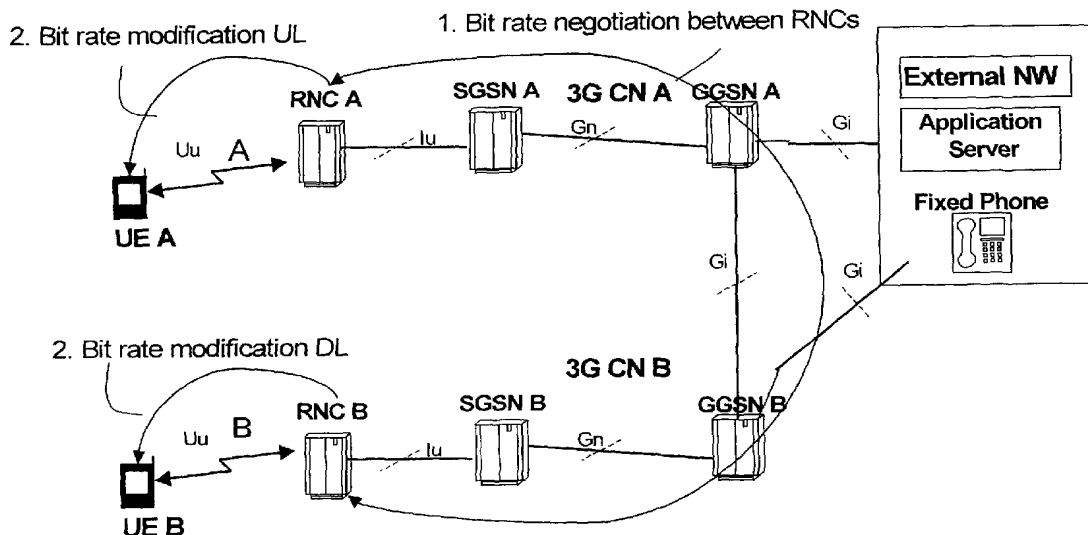 1. Bit rate negotiation between RNCs
2. Bit rate modification UL
RNC A
SGSN A
3G CN A
GGSN A
External NW
Application
Server
Fixed Phone
Uu
A
Iu
Gn
Gi
UE A
Gi
Gi
2. Bit rate modification DL
3G CN B
RNC B
SGSN B
GGSN B
Uu
B
Iu
Gn
UE B